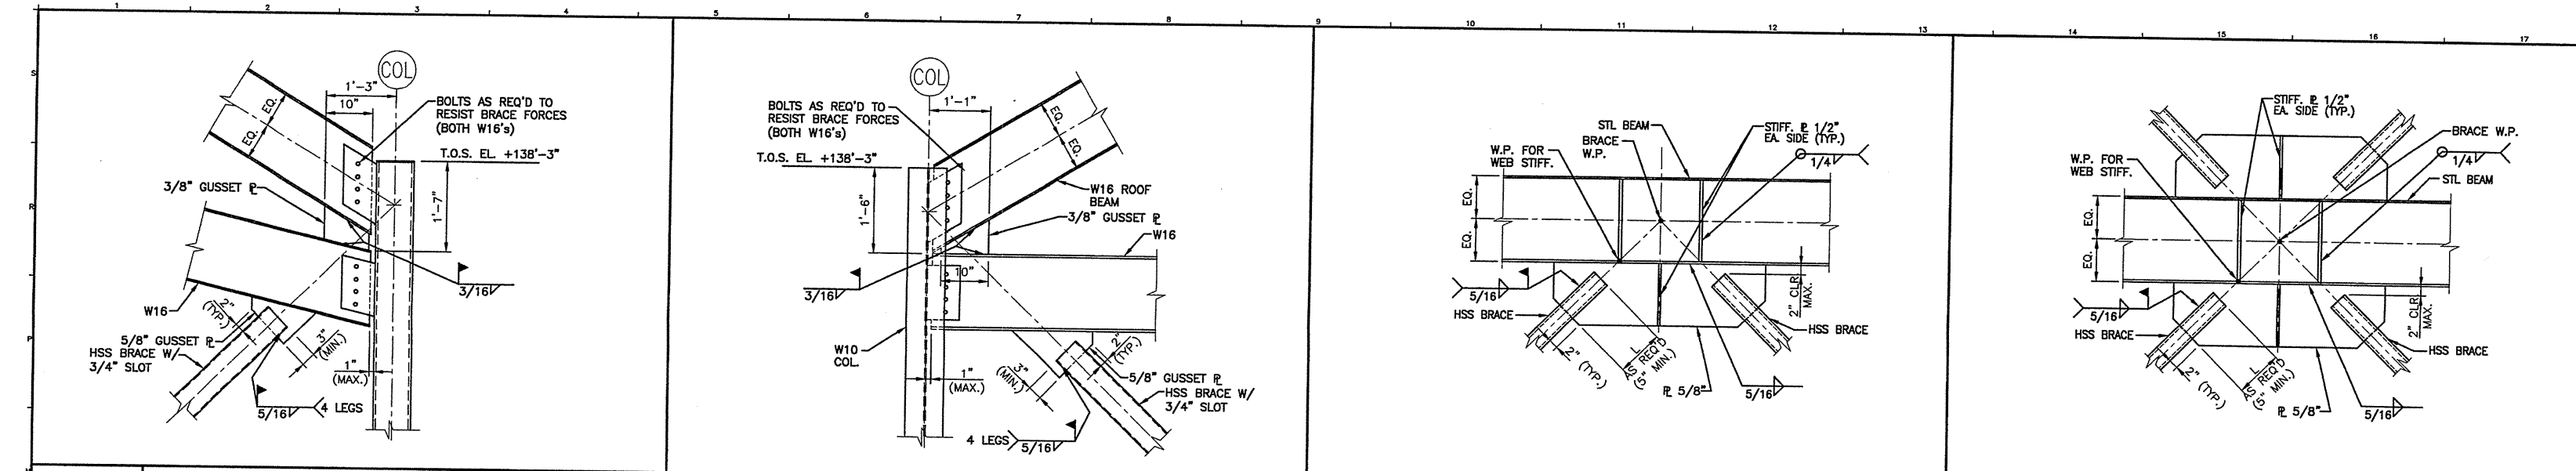 1 2 3 4 5 6 7 8 9 10 11 12 13 14 15 16 17
S
R
P
COL
1'-3"
10"
EQ.
EQ.
BOLTS AS REQ'D TO
RESIST BRACE FORCES
(BOTH W16's)
T.O.S. EL. +138'-3"
3/8" GUSSET ℄
1'-7"
3/16
W16
2"
(TYP.)
5/8" GUSSET ℄
HSS BRACE W/
3/4" SLOT
3"
(MIN.)
1"
(MAX.)
5/16
4 LEGS
COL
1'-1"
BOLTS AS REQ'D TO
RESIST BRACE FORCES
(BOTH W16's)
EQ.
EQ.
T.O.S. EL. +138'-3"
1'-6"
W16 ROOF
BEAM
3/8" GUSSET ℄
W16
10"
3/16
W10
COL.
1"
(MAX.)
3"
(MIN.)
2"
(TYP.)
5/8" GUSSET ℄
HSS BRACE W/
3/4" SLOT
4 LEGS
5/16
STL BEAM
BRACE
W.P.
STIFF. ℄ 1/2"
EA. SIDE (TYP.)
1/4
W.P. FOR
WEB STIFF.
EQ.
EQ.
5/16
HSS BRACE
2" CLR
MAX.
HSS BRACE
2" (TYP.)
L
AS REQ'D
(5" MIN.)
℄ 5/8"
5/16
STIFF. ℄ 1/2"
EA. SIDE (TYP.)
BRACE W.P.
1/4
W.P. FOR
WEB STIFF.
STL BEAM
EQ.
EQ.
5/16
HSS BRACE
2" CLR
MAX.
HSS BRACE
2" (TYP.)
L
AS REQ'D
(5" MIN.)
℄ 5/8"
5/16